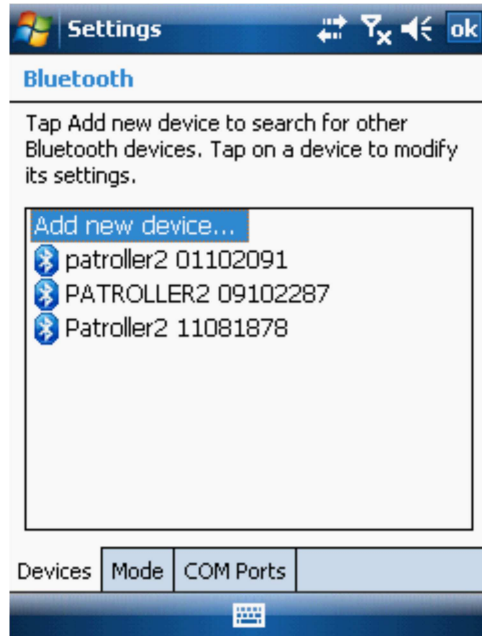 Settings
ok
Bluetooth
Tap Add new device to search for other
Bluetooth devices. Tap on a device to modify
its settings.
Add new device...
patroller2 01102091
PATROLLER2 09102287
Patroller2 11081878
Devices Mode COM Ports